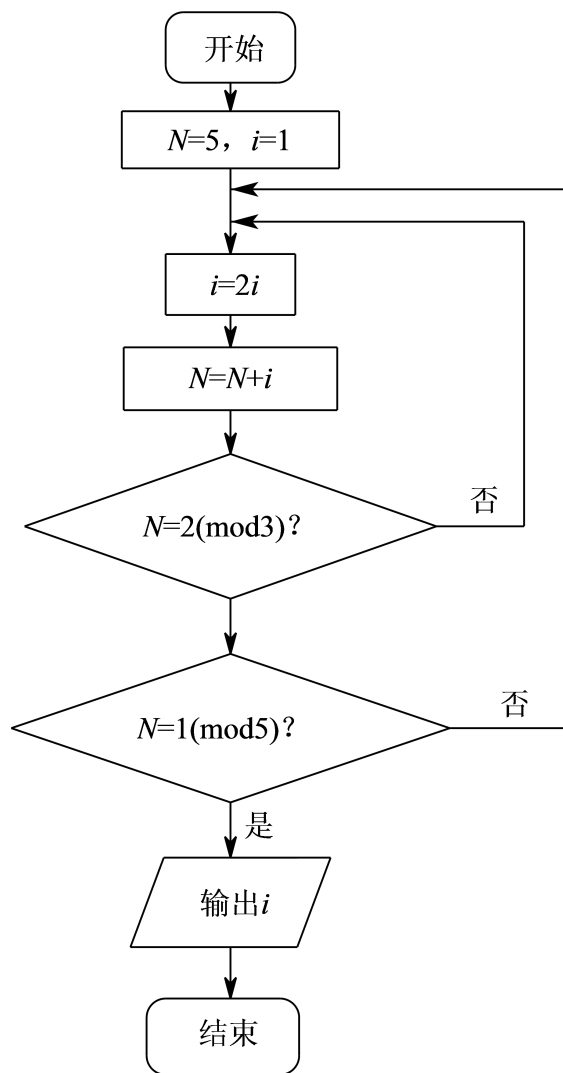 开始
N=5，i=1
i=2i
N=N+i
N=2(mod3)？
否
N=1(mod5)？
否
是
输出i
结束